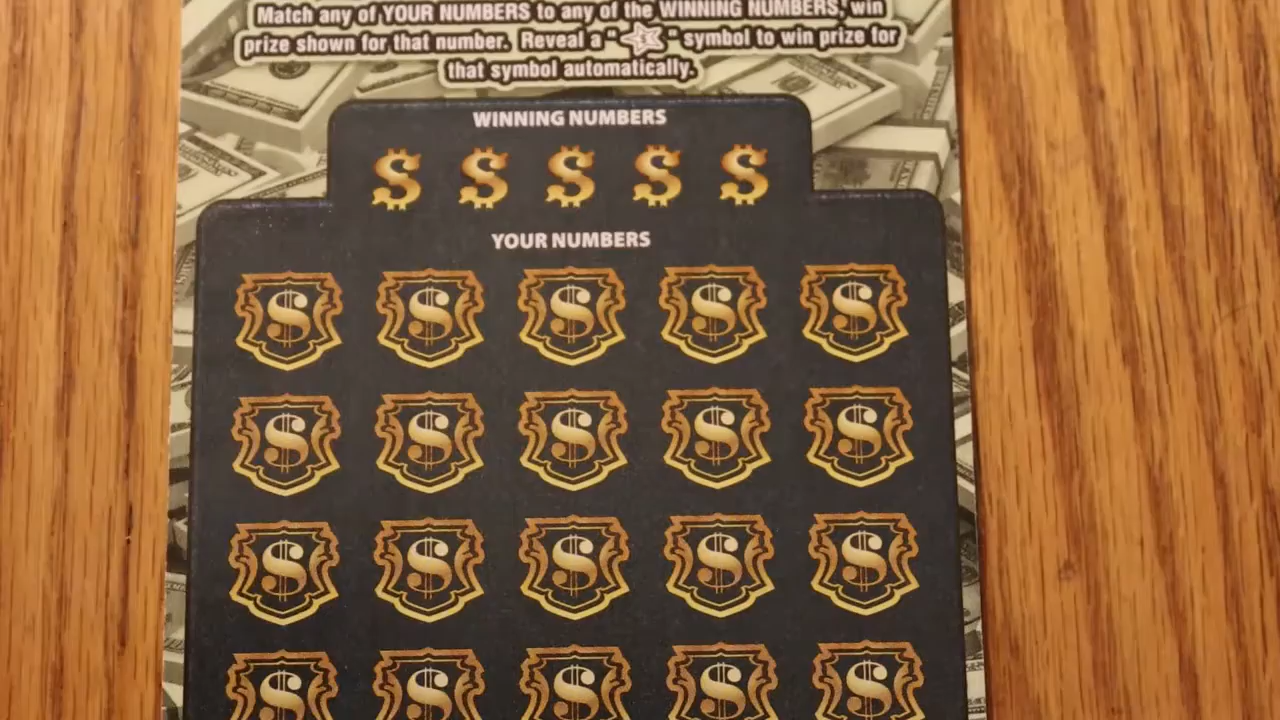 Match any of YOUR NUMBERS to any of the WINNING NUMBERS, win
prize shown for that number. Reveal a " " symbol to win prize for
that symbol automatically.
WINNING NUMBERS
$ $ $ $ $
YOUR NUMBERS
$ $ $ $ $
$ $ $ $ $
$ $ $ $ $
$ $ $ $ $